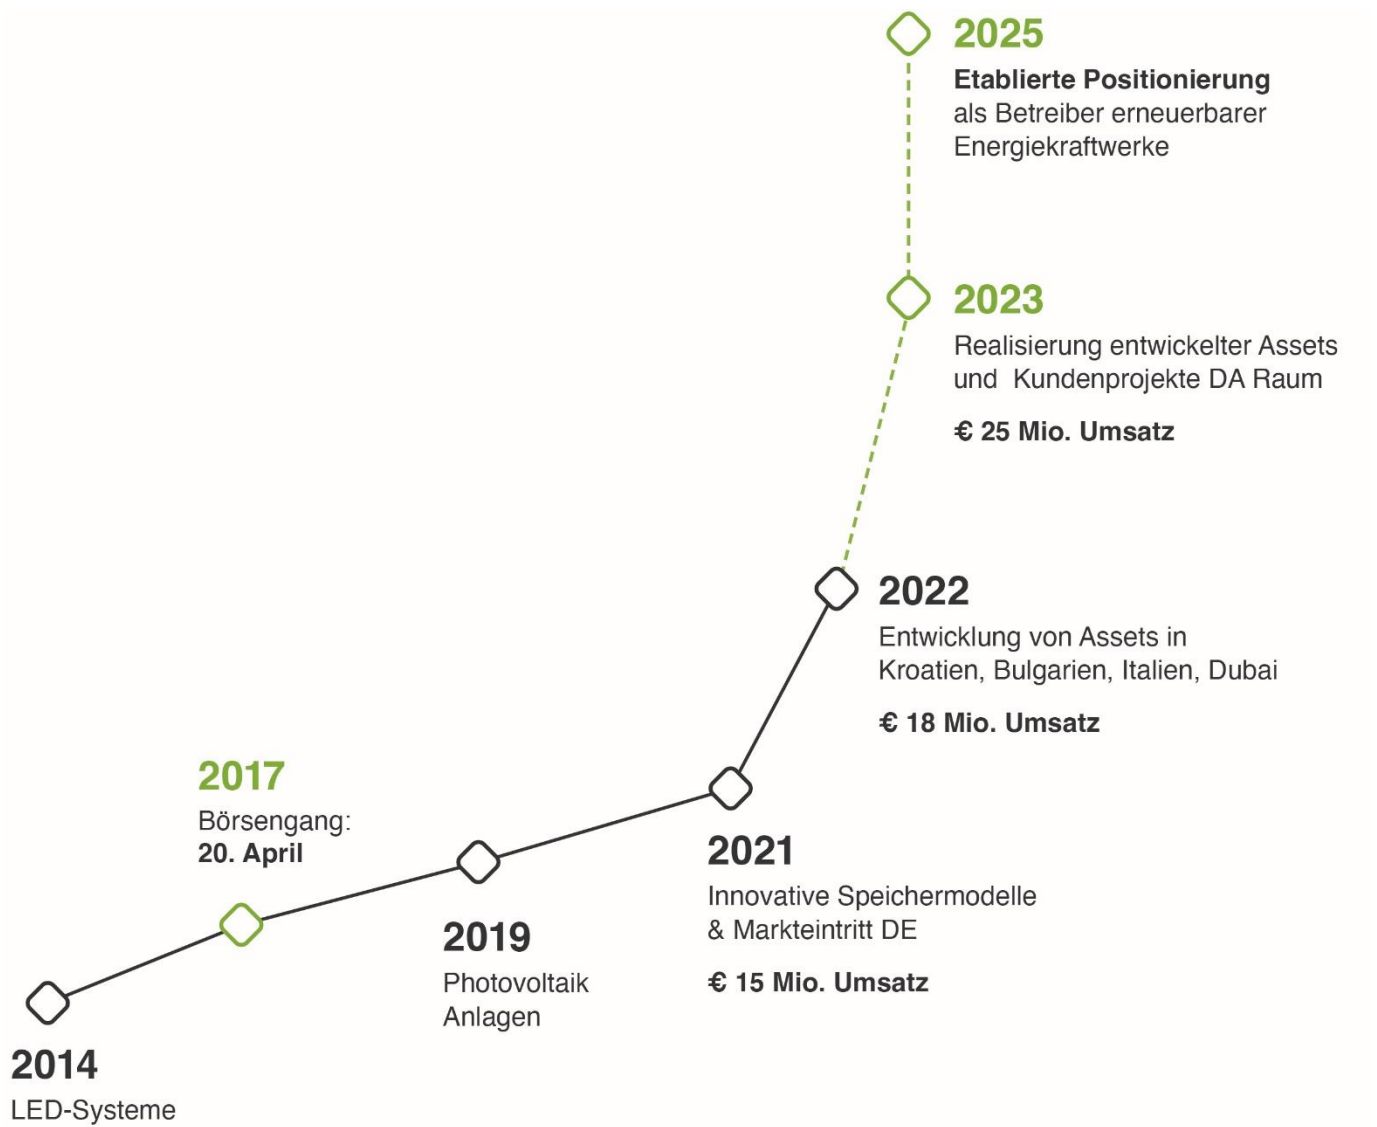 2025
Etablierte Positionierung
als Betreiber erneuerbarer
Energiekraftwerke
2023
Realisierung entwickelter Assets
und Kundenprojekte DA Raum
€ 25 Mio. Umsatz
2022
Entwicklung von Assets in
Kroatien, Bulgarien, Italien, Dubai
€ 18 Mio. Umsatz
2017
Börsengang:
20. April
2021
Innovative Speichermodelle
& Markteintritt DE
€ 15 Mio. Umsatz
2019
Photovoltaik
Anlagen
2014
LED-Systeme